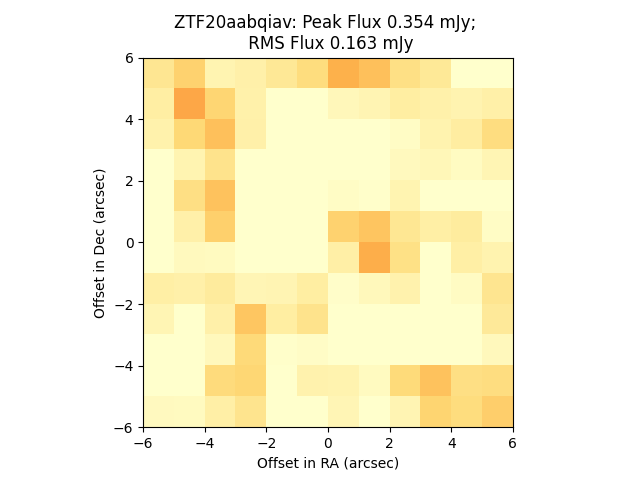 ZTF20aabqiav: Peak Flux 0.354 mJy;
RMS Flux 0.163 mJy
6
4
2
0
−2
−4
−6
Offset in Dec (arcsec)
−6 −4 −2 0 2 4 6
Offset in RA (arcsec)